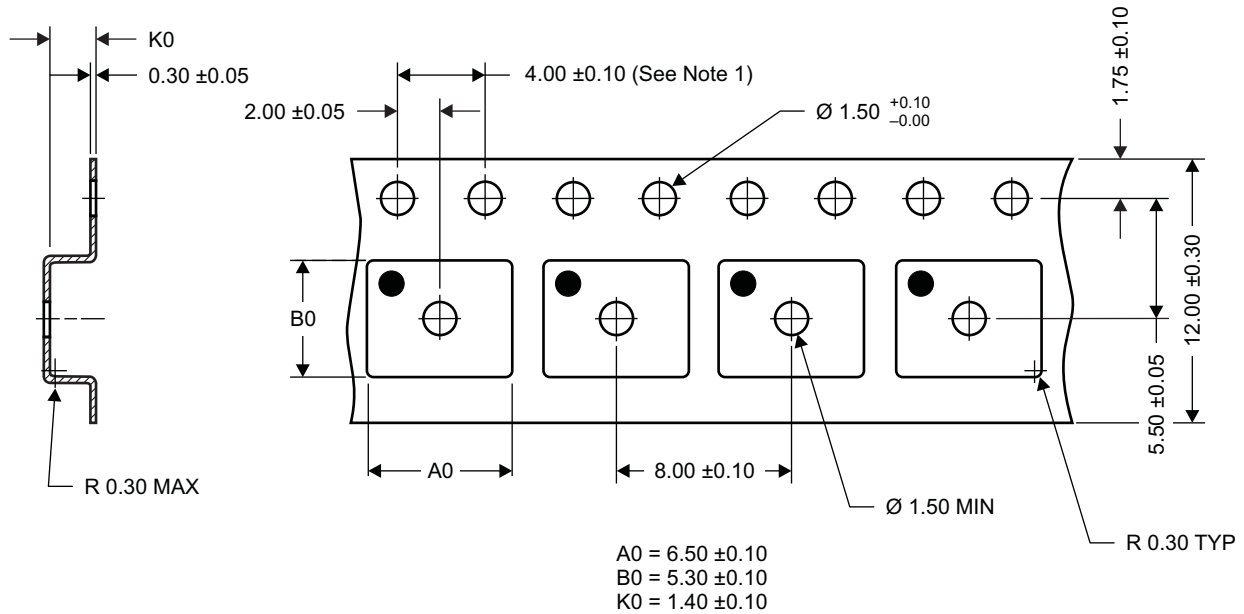 K0
0.30 ±0.05
4.00 ±0.10 (See Note 1)
2.00 ±0.05
Ø 1.50 +0.10 –0.00
1.75 ±0.10
12.00 ±0.30
5.50 ±0.05
B0
A0
8.00 ±0.10
R 0.30 MAX
Ø 1.50 MIN
R 0.30 TYP
A0 = 6.50 ±0.10
B0 = 5.30 ±0.10
K0 = 1.40 ±0.10